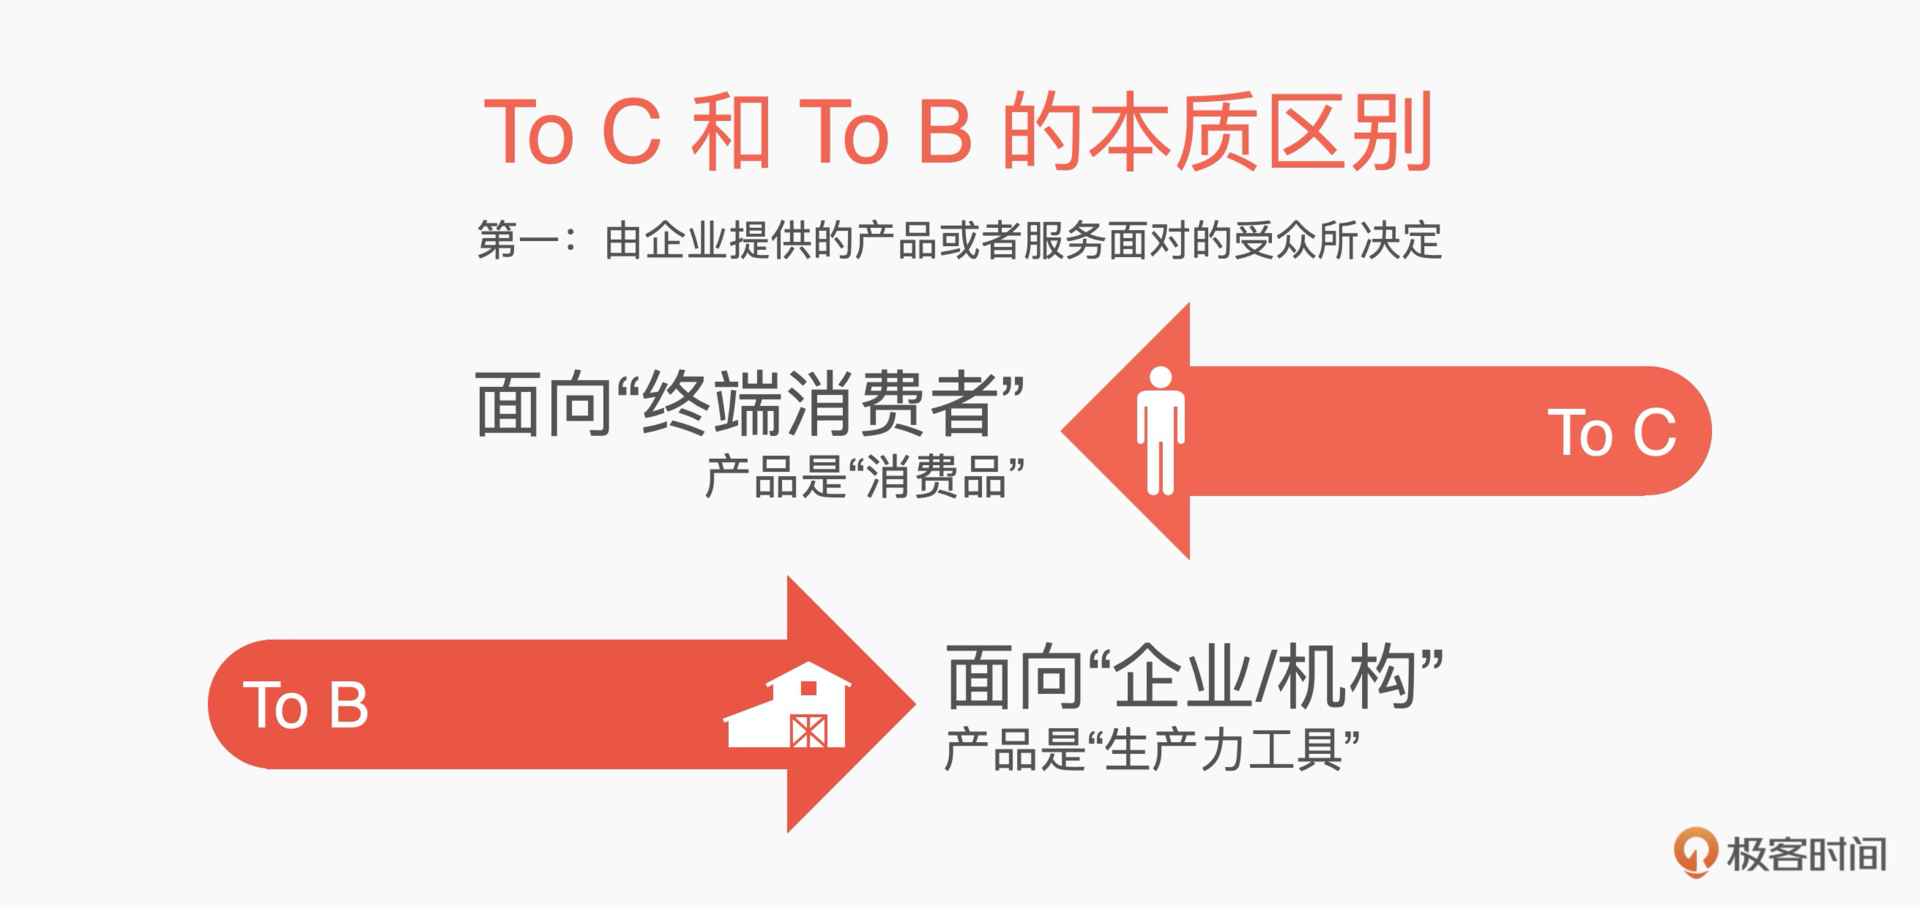 To C 和 To B 的本质区别
第一：由企业提供的产品或者服务面对的受众所决定
面向“终端消费者”
产品是“消费品”
To C
To B
面向“企业/机构”
产品是“生产力工具”
极客时间